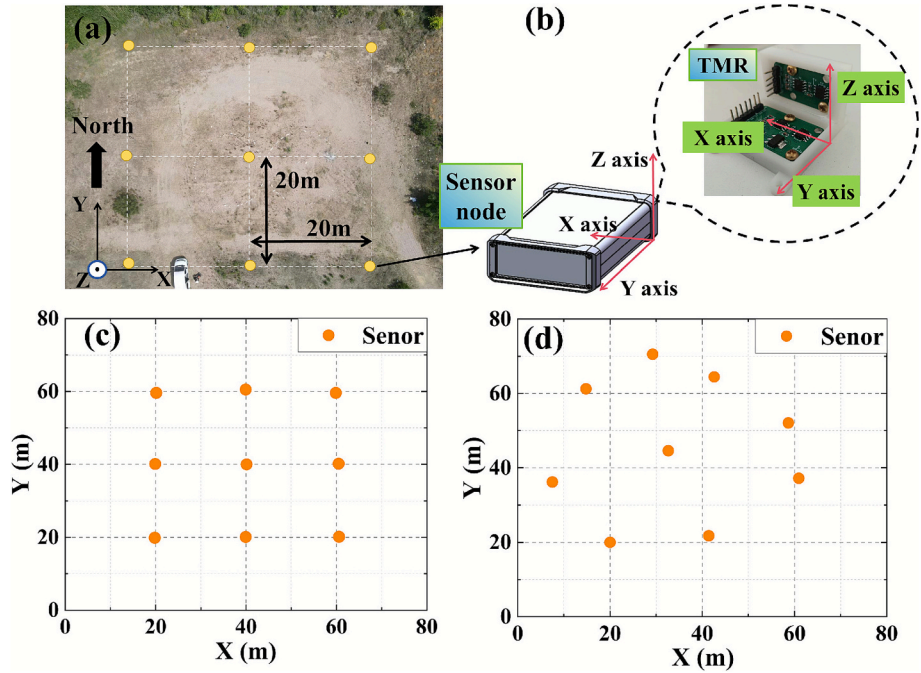 (a)
North
Y
Z
X
20m
20m
(b)
Sensor
node
Z axis
X axis
Y axis
TMR
Z axis
X axis
Y axis
(c)
Senor
80
60
40
20
0
Y (m)
0 20 40 60 80
X (m)
(d)
Senor
80
60
40
20
0
Y (m)
0 20 40 60 80
X (m)